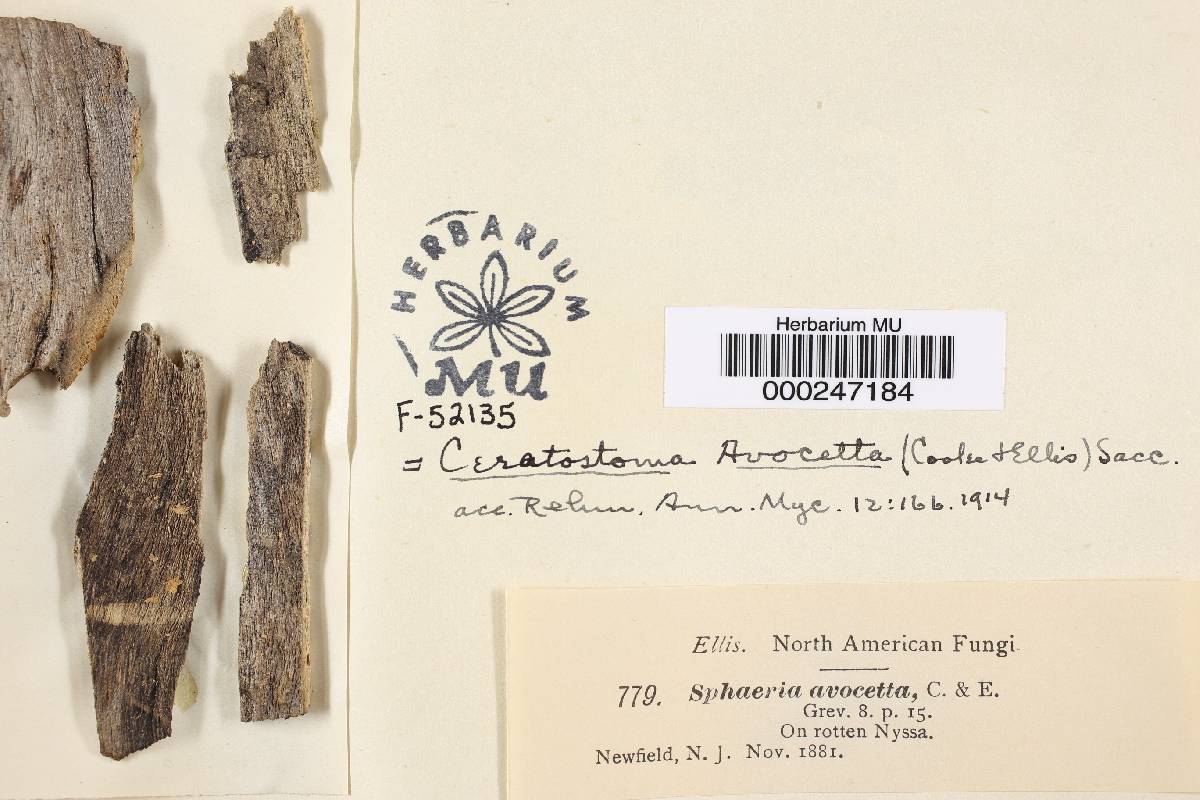 HERBARIUM
MU
F-52135
Herbarium MU
000247184
= Ceratostoma Avocetta (Cooke & Ellis) Sacc.
acc. Rehm, Ann. Myc. 12:166.1914
Ellis. North American Fungi.
779. Sphaeria avocetta, C. & E.
Grev. 8. p. 15.
On rotten Nyssa.
Newfield, N. J. Nov. 1881.